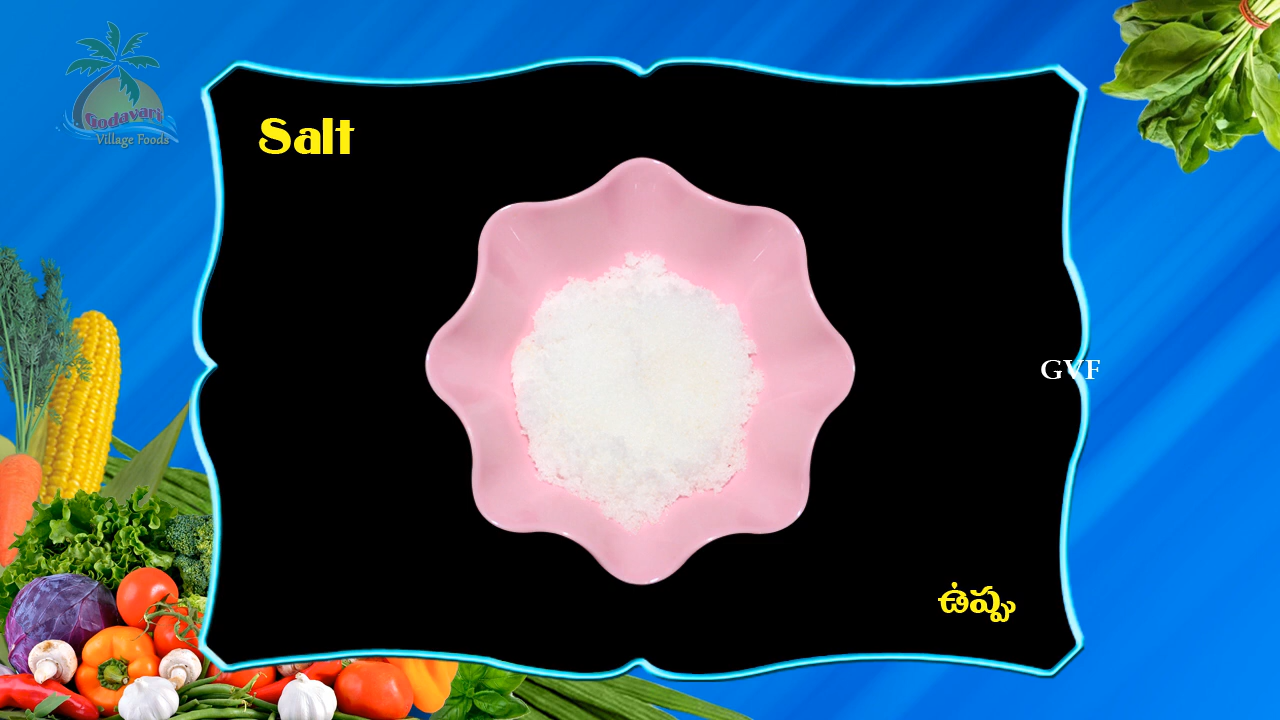 Godavari
Village Foods
Salt
GVF
ఉప్పు